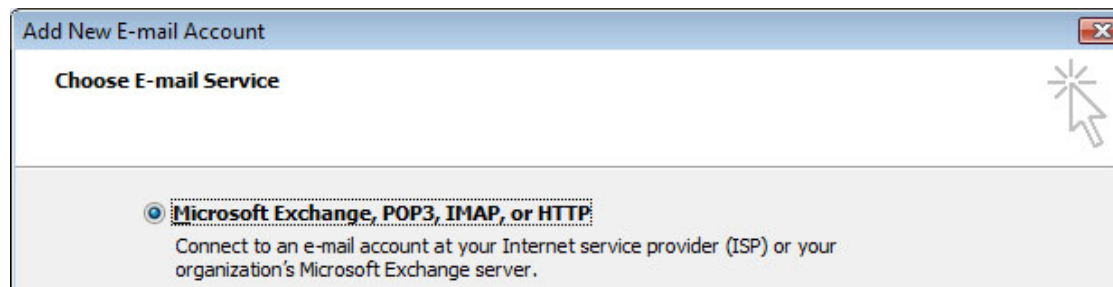 Add New E-mail Account
Choose E-mail Service
Microsoft Exchange, POP3, IMAP, or HTTP
Connect to an e-mail account at your Internet service provider (ISP) or your
organization's Microsoft Exchange server.